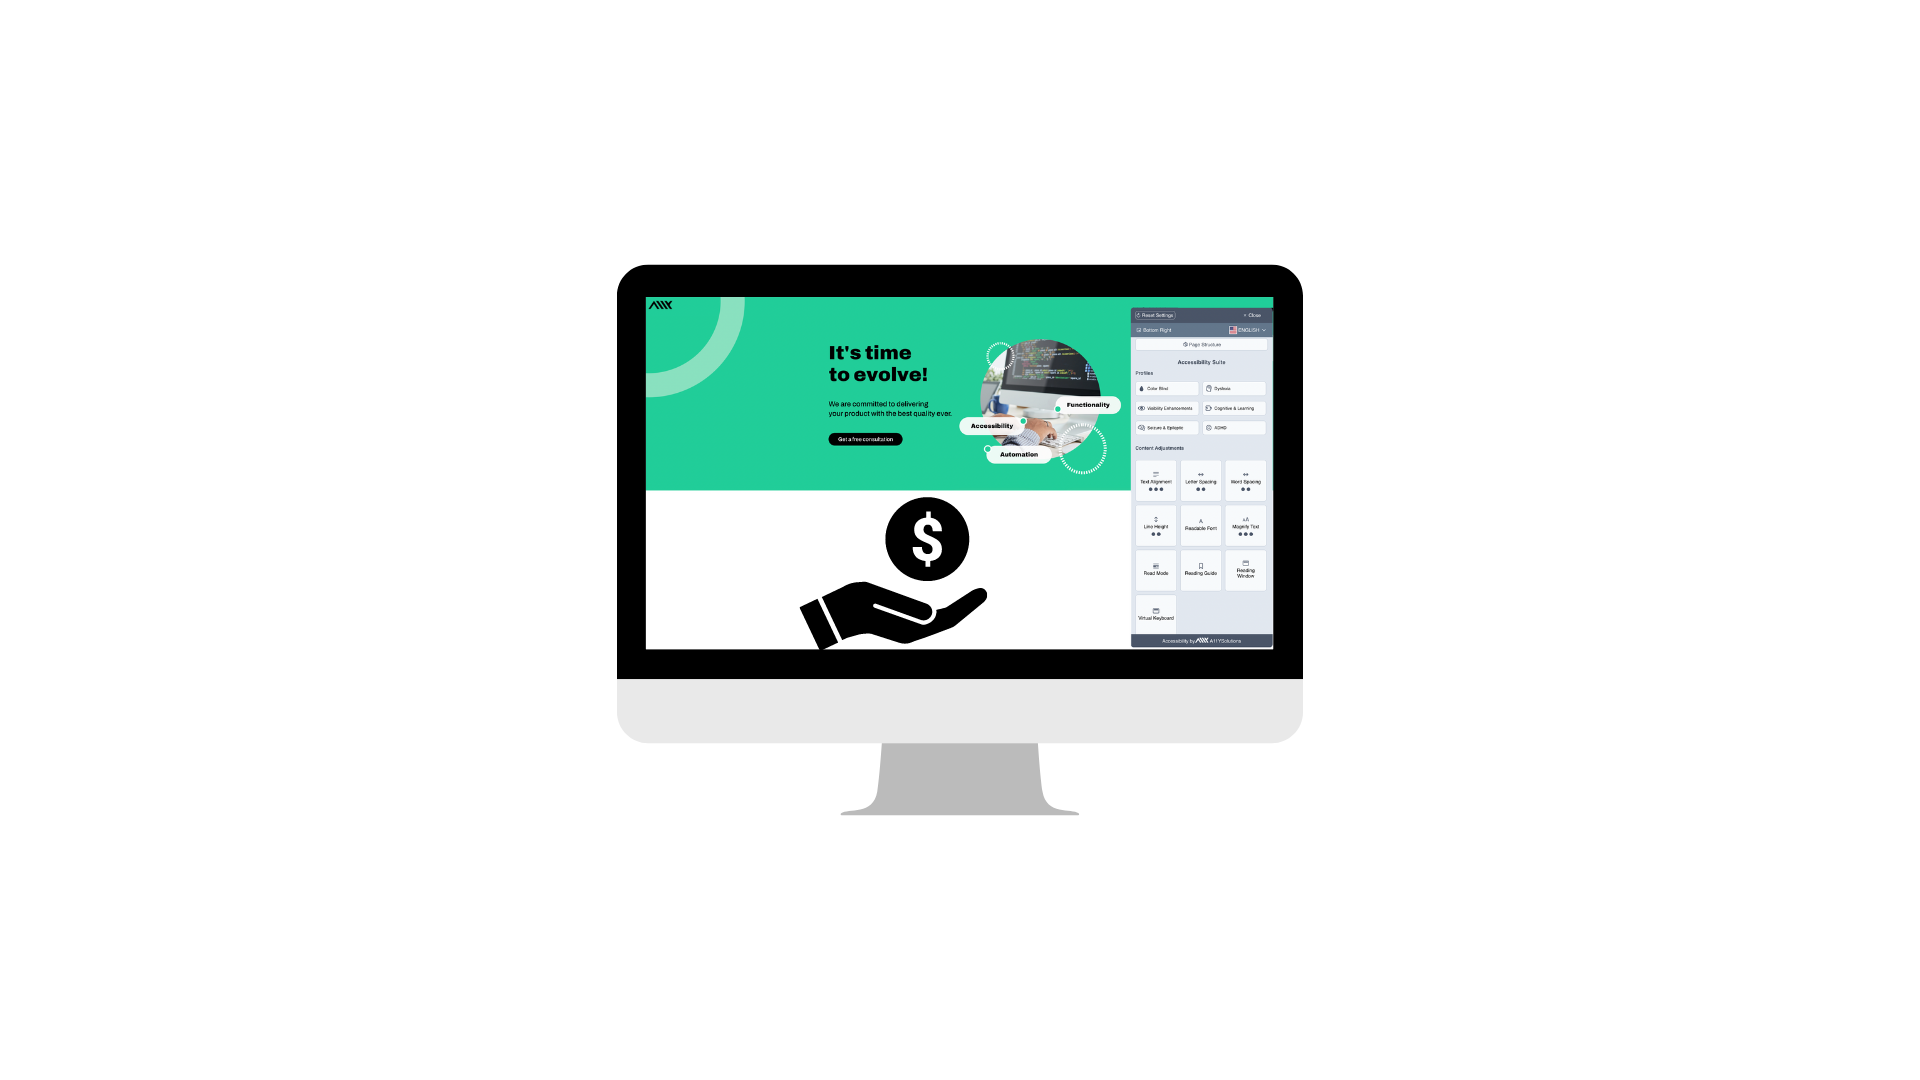 A11Y
It's time
to evolve!
We are committed to delivering
your product with the best quality ever.
Get a free consultation
Functionality
Accessibility
Automation
$
Reset Settings
× Close
Bottom Right
ENGLISH
Page Structure
Accessibility Suite
Profiles
Color Blind
Dyslexia
Visibility Enhancements
Cognitive & Learning
Seizure & Epileptic
ADHD
Content Adjustments
Text Alignment
Letter Spacing
Word Spacing
Line Height
Readable Font
Magnify Text
Read Mode
Reading Guide
Reading
Window
Virtual Keyboard
Accessibility by A11Y A11YSolutions